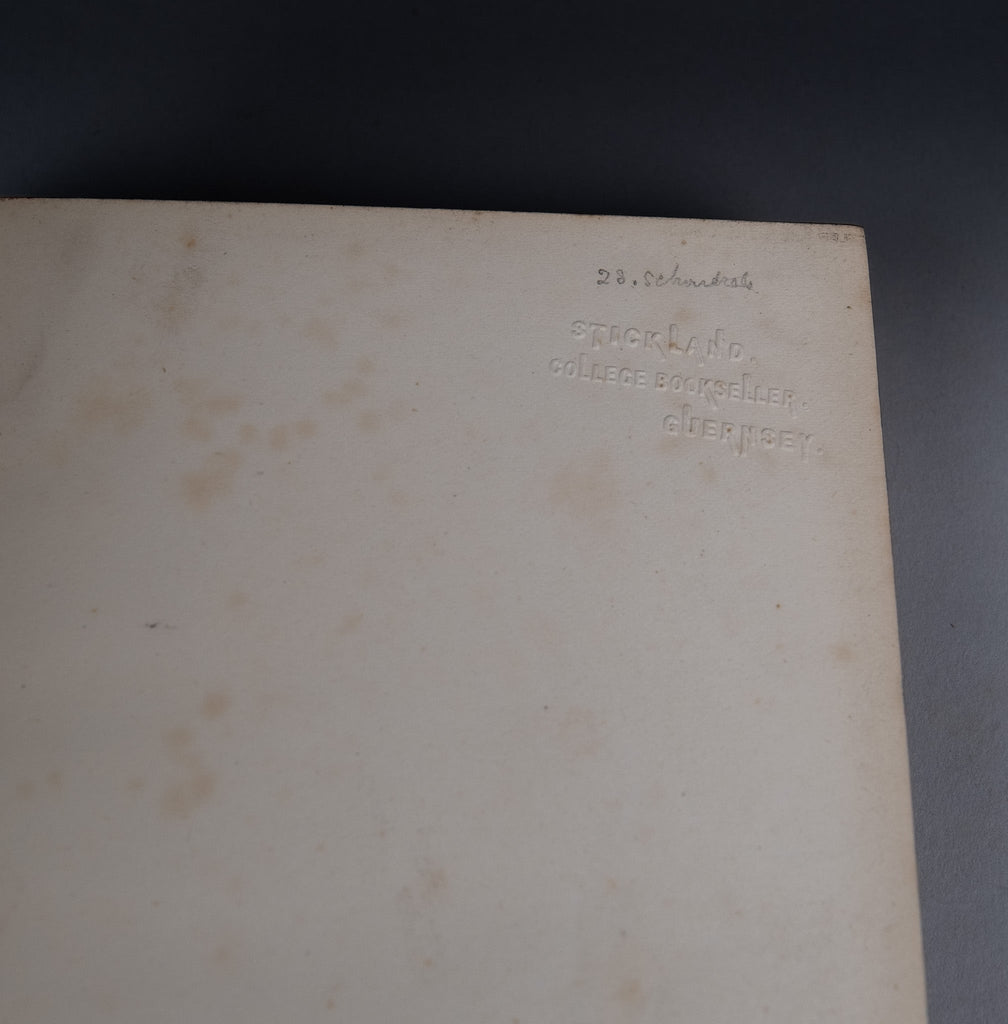 23.
STICKLAND.
COLLEGE BOOKSELLER.
GUERNSEY.